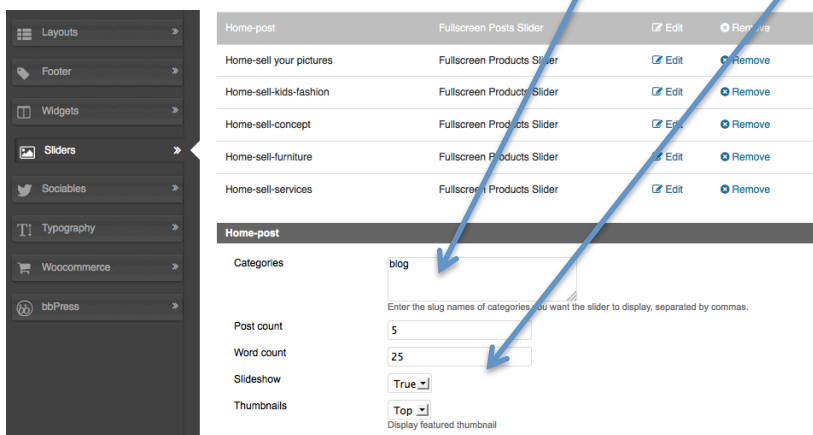 Layouts »
Footer »
Widgets »
Sliders »
Sociables »
Typography »
Woocommerce »
bbPress »
Home-post Fullscreen Posts Slider Edit Remove
Home-sell your pictures Fullscreen Products Slider Edit Remove
Home-sell-kids-fashion Fullscreen Products Slider Edit Remove
Home-sell-concept Fullscreen Products Slider Edit Remove
Home-sell-furniture Fullscreen Products Slider Edit Remove
Home-sell-services Fullscreen Products Slider Edit Remove
Home-post
Categories blog
Enter the slug names of categories you want the slider to display, separated by commas.
Post count 5
Word count 25
Slideshow True
Thumbnails Top
Display featured thumbnail